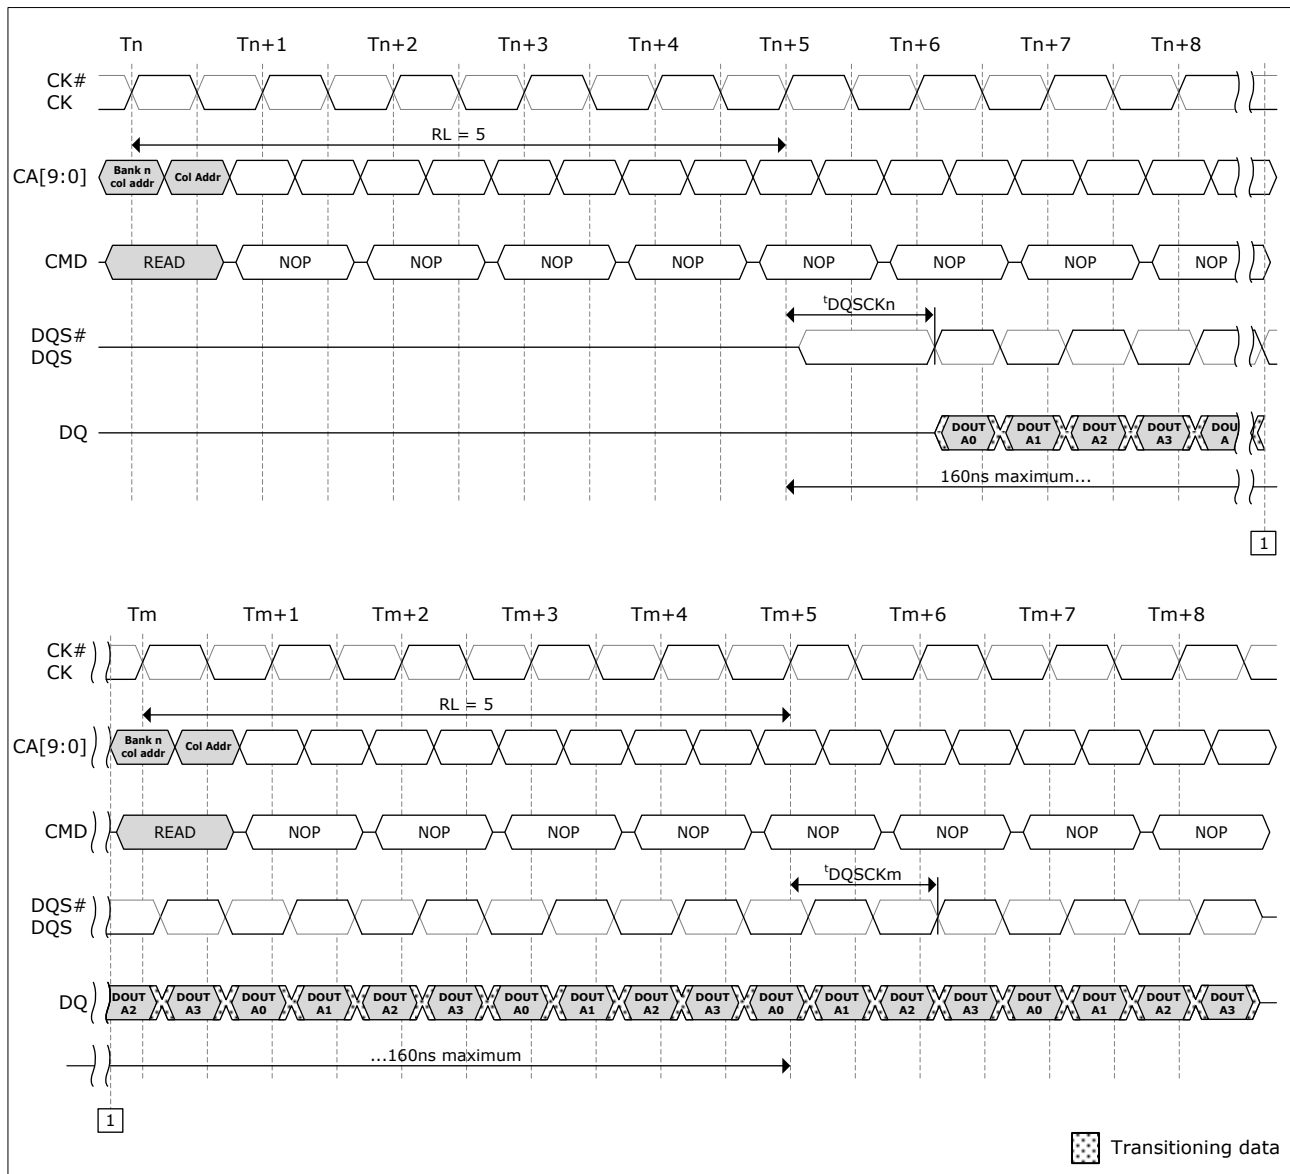 Tn Tn+1 Tn+2 Tn+3 Tn+4 Tn+5 Tn+6 Tn+7 Tn+8
CK#
CK
RL = 5
CA[9:0] Bank n col addr Col Addr
CMD READ NOP NOP NOP NOP NOP NOP NOP NOP
tDQSCKn
DQS#
DQS
DQ DOUT A0 DOUT A1 DOUT A2 DOUT A3 DOU A
160ns maximum...
1
Tm Tm+1 Tm+2 Tm+3 Tm+4 Tm+5 Tm+6 Tm+7 Tm+8
CK#
CK
RL = 5
CA[9:0] Bank n col addr Col Addr
CMD READ NOP NOP NOP NOP NOP NOP NOP NOP
tDQSCKm
DQS#
DQS
DQ DOUT A2 DOUT A3 DOUT A0 DOUT A1 DOUT A2 DOUT A3 DOUT A0 DOUT A1 DOUT A2 DOUT A3 DOUT A0 DOUT A1 DOUT A2 DOUT A3 DOUT A0 DOUT A1 DOUT A2 DOUT A3
...160ns maximum
1
Transitioning data